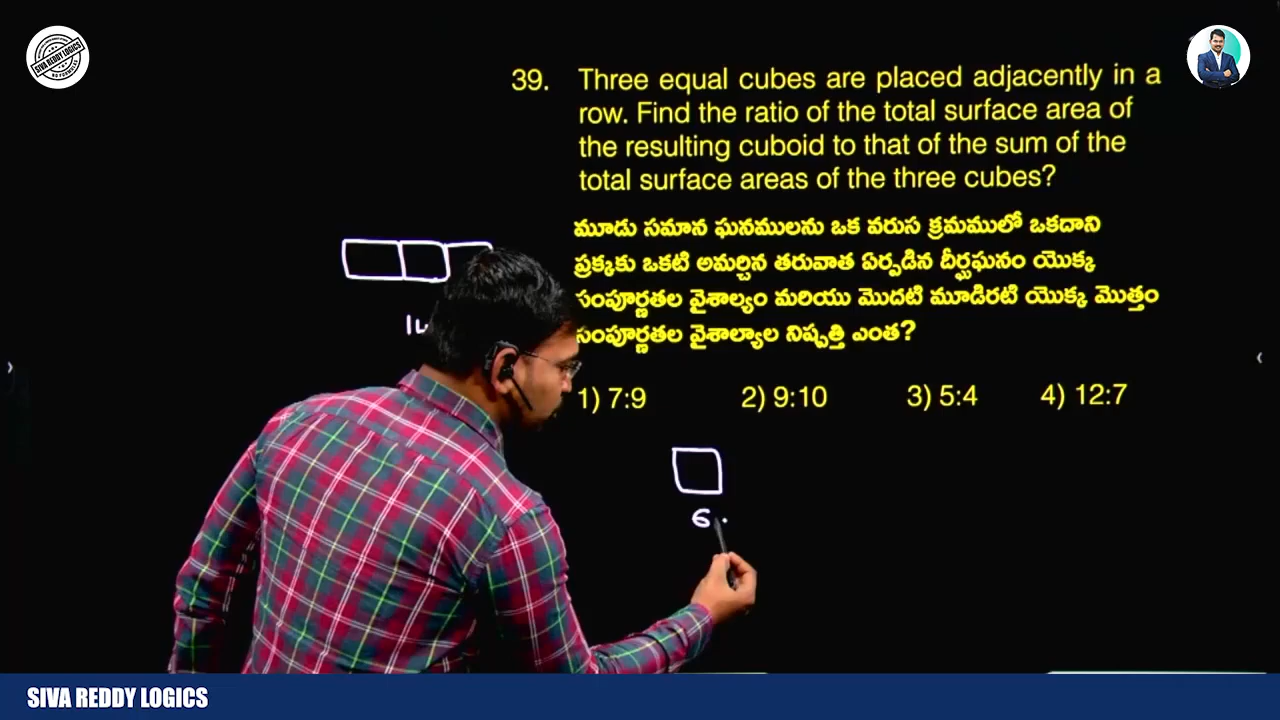 SIVA REDDY LOGICS
39. Three equal cubes are placed adjacently in a
row. Find the ratio of the total surface area of
the resulting cuboid to that of the sum of the
total surface areas of the three cubes?
మూడు సమాన ఘనములను ఒక వరుస క్రమములో ఒకదాని
ప్రక్కకు ఒకటి అమర్చిన తరువాత ఏర్పడిన దీర్ఘఘనం యొక్క
సంపూర్ణతల వైశాల్యం మరియు మొదటి మూడిరటి యొక్క మొత్తం
సంపూర్ణతల వైశాల్యాల నిష్పత్తి ఎంత?
1) 7:9 2) 9:10 3) 5:4 4) 12:7
6
SIVA REDDY LOGICS